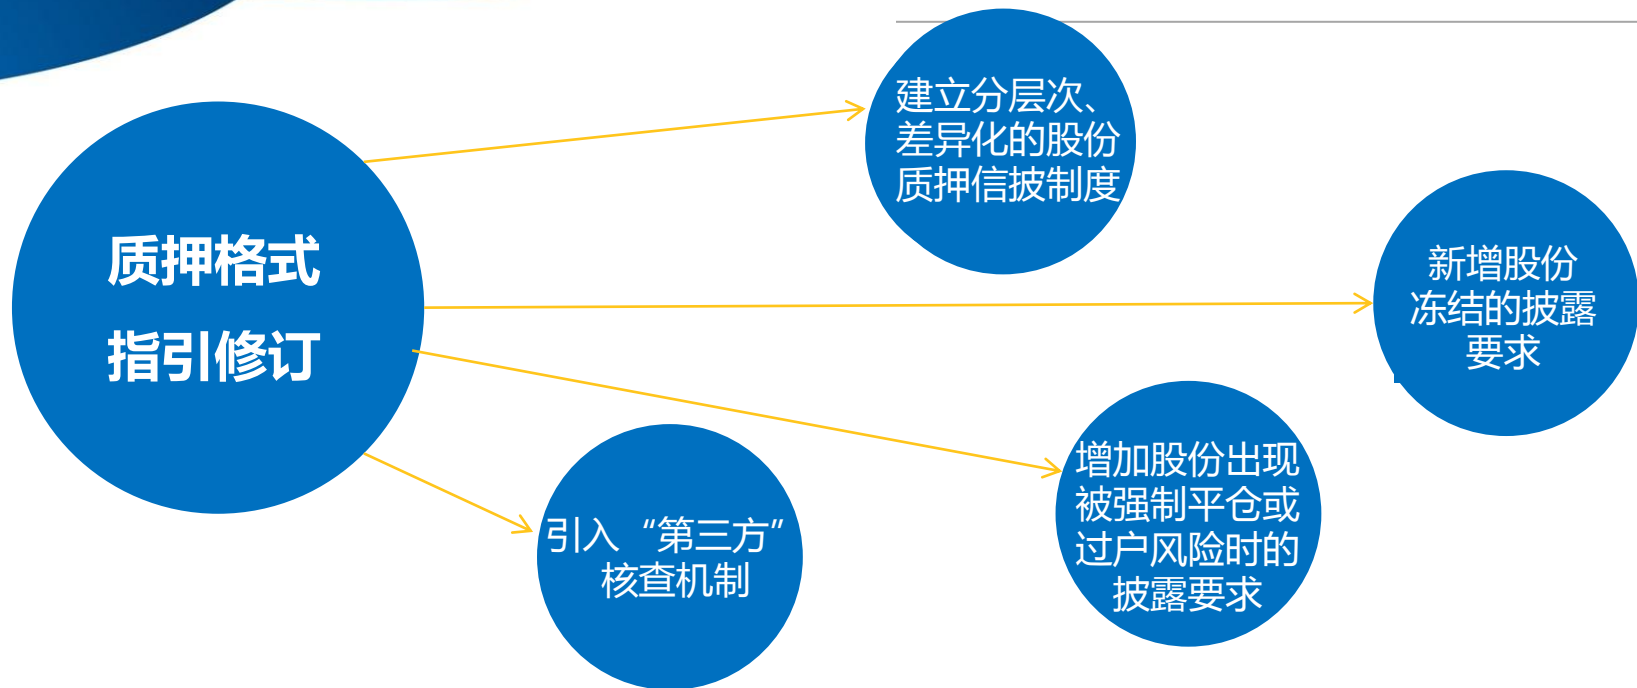 质押格式
指引修订
建立分层次、
差异化的股份
质押信披制度
新增股份
冻结的披露
要求
增加股份出现
被强制平仓或
过户风险时的
披露要求
引入“第三方”
核查机制